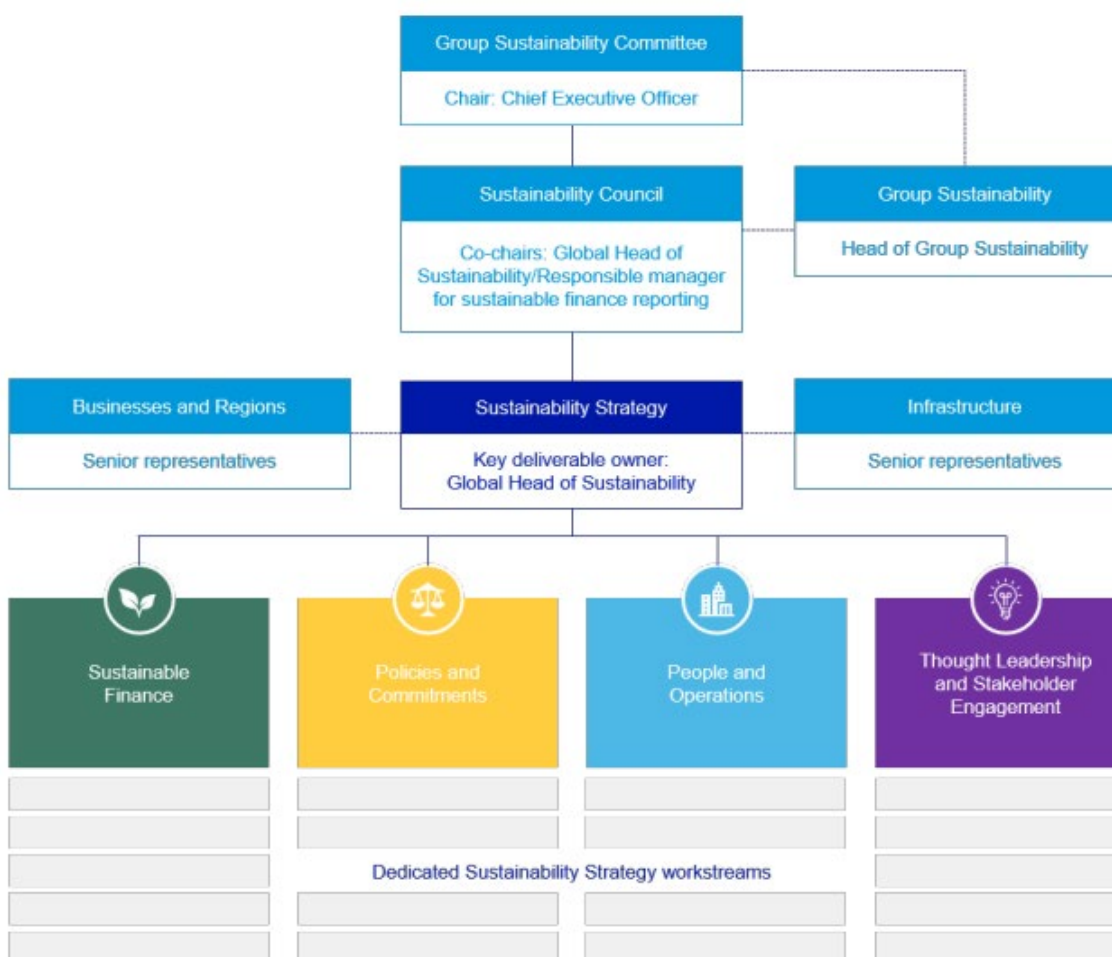 Group Sustainability Committee
Chair: Chief Executive Officer
Sustainability Council
Group Sustainability
Co-chairs: Global Head of
Sustainability/Responsible manager
for sustainable finance reporting
Head of Group Sustainability
Businesses and Regions
Sustainability Strategy
Infrastructure
Senior representatives
Key deliverable owner:
Global Head of Sustainability
Senior representatives
Sustainable
Finance
Policies and
Commitments
People and
Operations
Thought Leadership
and Stakeholder
Engagement
Dedicated Sustainability Strategy workstreams